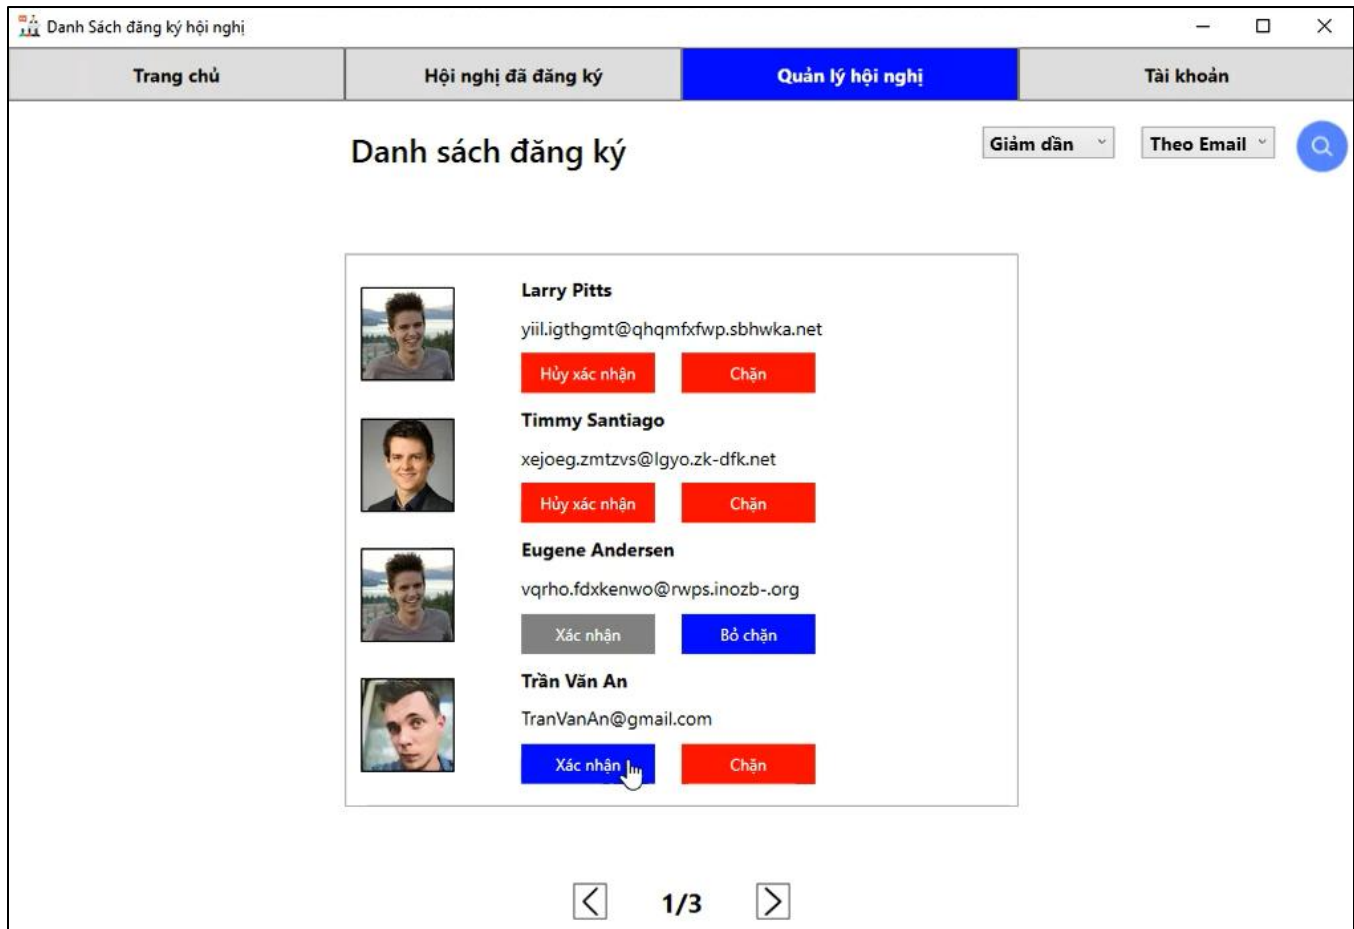 Danh Sách đăng ký hội nghị
Trang chủ
Hội nghị đã đăng ký
Quản lý hội nghị
Tài khoản
Danh sách đăng ký
Giảm dần
Theo Email
Larry Pitts
yiil.igthgmt@qhqmfxfwp.sbhwka.net
Hủy xác nhận
Chặn
Timmy Santiago
xejoeg.zmtzvs@lgyo.zk-dfk.net
Hủy xác nhận
Chặn
Eugene Andersen
vqrho.fdxkenwo@rwps.inozb-.org
Xác nhận
Bỏ chặn
Trần Văn An
TranVanAn@gmail.com
Xác nhận
Chặn
1/3